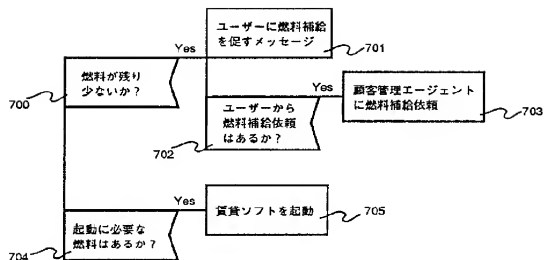 Yes
ユーザーに燃料補給
を促すメッセージ
701
燃料が残り
少ないか？
700
Yes
ユーザーから
燃料補給依頼
はあるか？
702
顧客管理エージェント
に燃料補給依頼
703
Yes
起動に必要な
燃料はあるか？
704
賃貸ソフトを起動
705